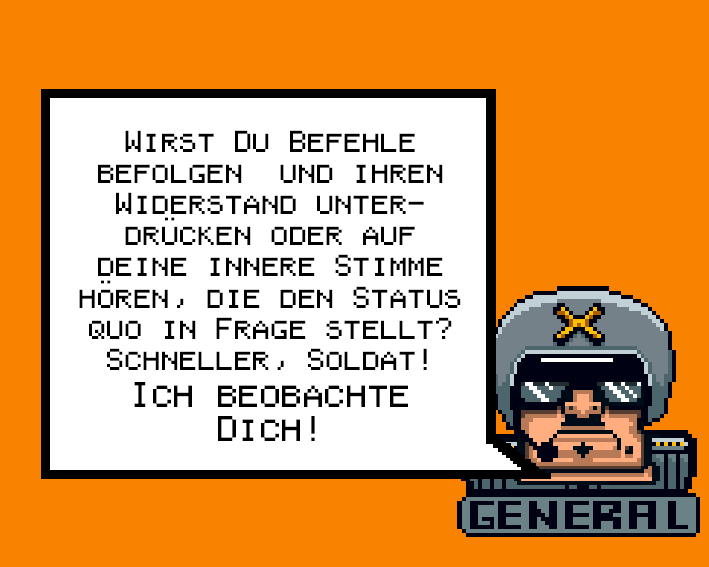 Wirst Du Befehle
befolgen und ihren
Widerstand unter-
drücken oder auf
deine innere Stimme
hören, die den Status
quo in Frage stellt?
Schneller, Soldat!
Ich beobachte
Dich!
GENERAL